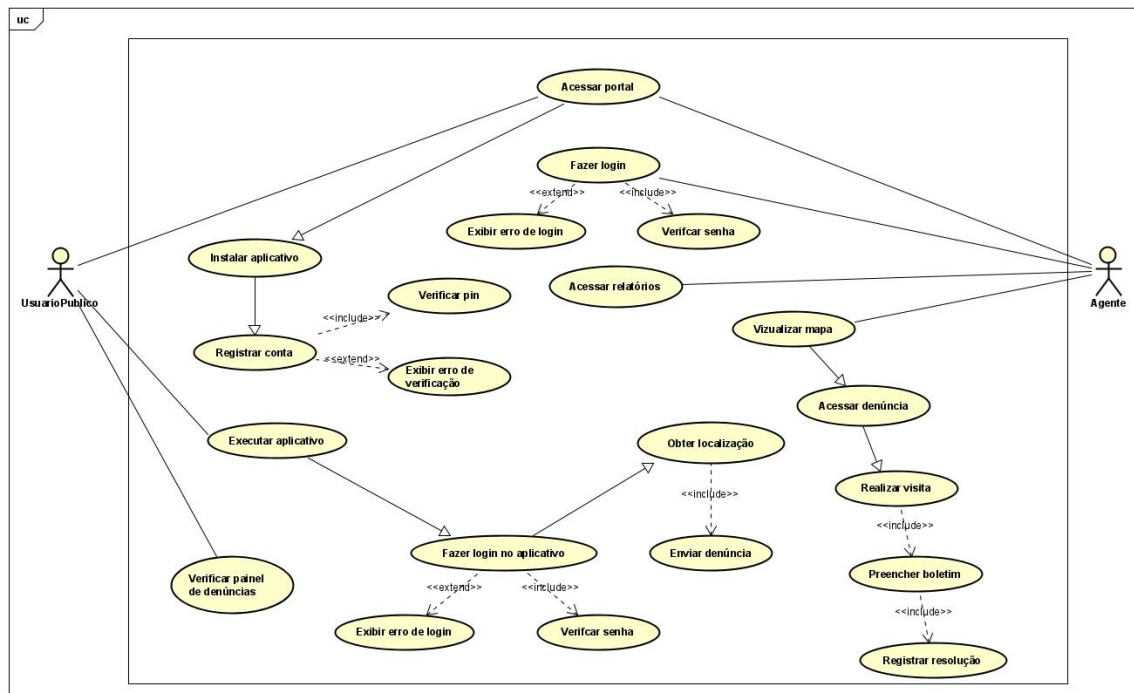 uc
Acessar portal
Fazer login
<<extend>>
<<include>>
Exibir erro de login
Verifcar senha
Instalar aplicativo
UsuarioPublico
Acessar relatórios
Agente
Verificar pin
<<include>>
Vizualizar mapa
Registrar conta
<<extend>>
Exibir erro de
verificação
Acessar denúncia
Executar aplicativo
Obter localização
Realizar visita
<<include>>
<<include>>
Fazer login no aplicativo
Enviar denúncia
Preencher boletim
Verificar painel
de denúncias
<<extend>>
<<include>>
<<include>>
Exibir erro de login
Verifcar senha
Registrar resolução